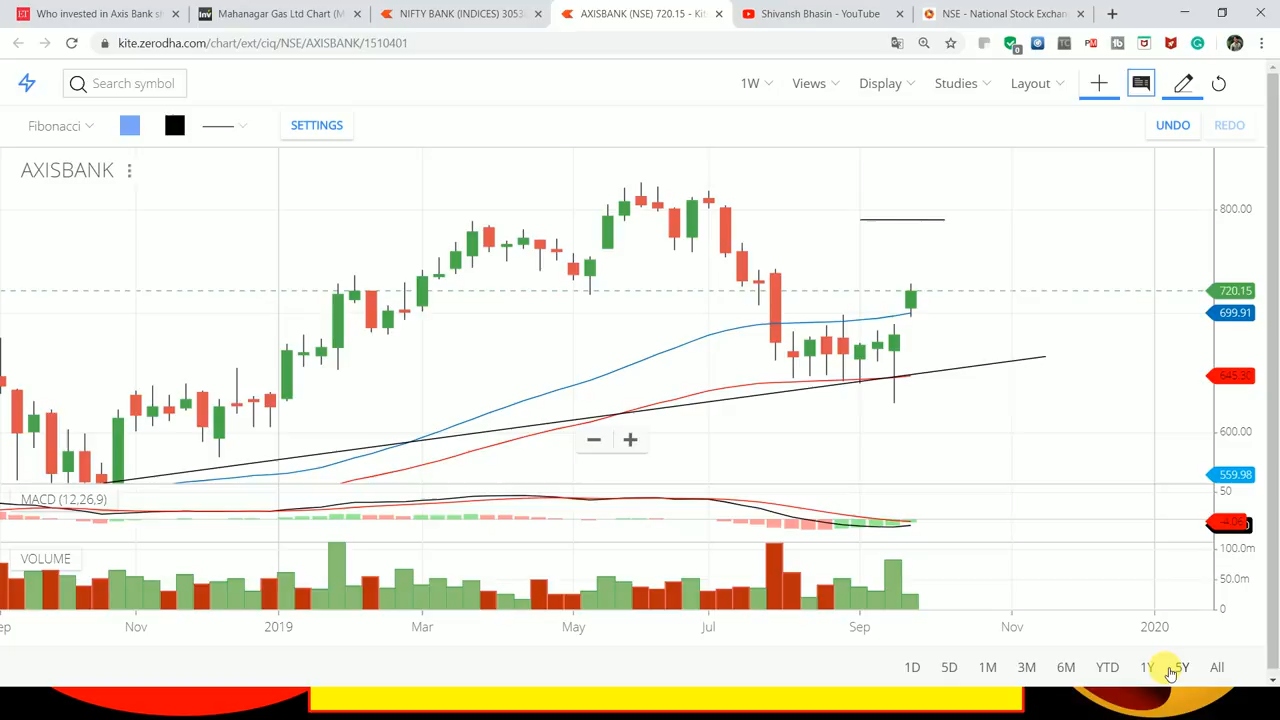 Who invested in Axis Bank s
Mahanagar Gas Ltd Chart (M
NIFTY BANK (INDICES) 3053
AXISBANK (NSE) 720.15 - Kit
Shivansh Bhasin - YouTube
NSE - National Stock Exchan
kite.zerodha.com/chart/ext/ciq/NSE/AXISBANK/1510401
Search symbol
1W
Views
Display
Studies
Layout
Fibonacci
SETTINGS
UNDO
REDO
AXISBANK
800.00
720.15
699.91
645.30
600.00
559.98
MACD (12,26,9)
50
-4.06
VOLUME
100.0m
50.0m
0
Nov 2019 Mar May Jul Sep Nov 2020
1D 5D 1M 3M 6M YTD 1Y 5Y All